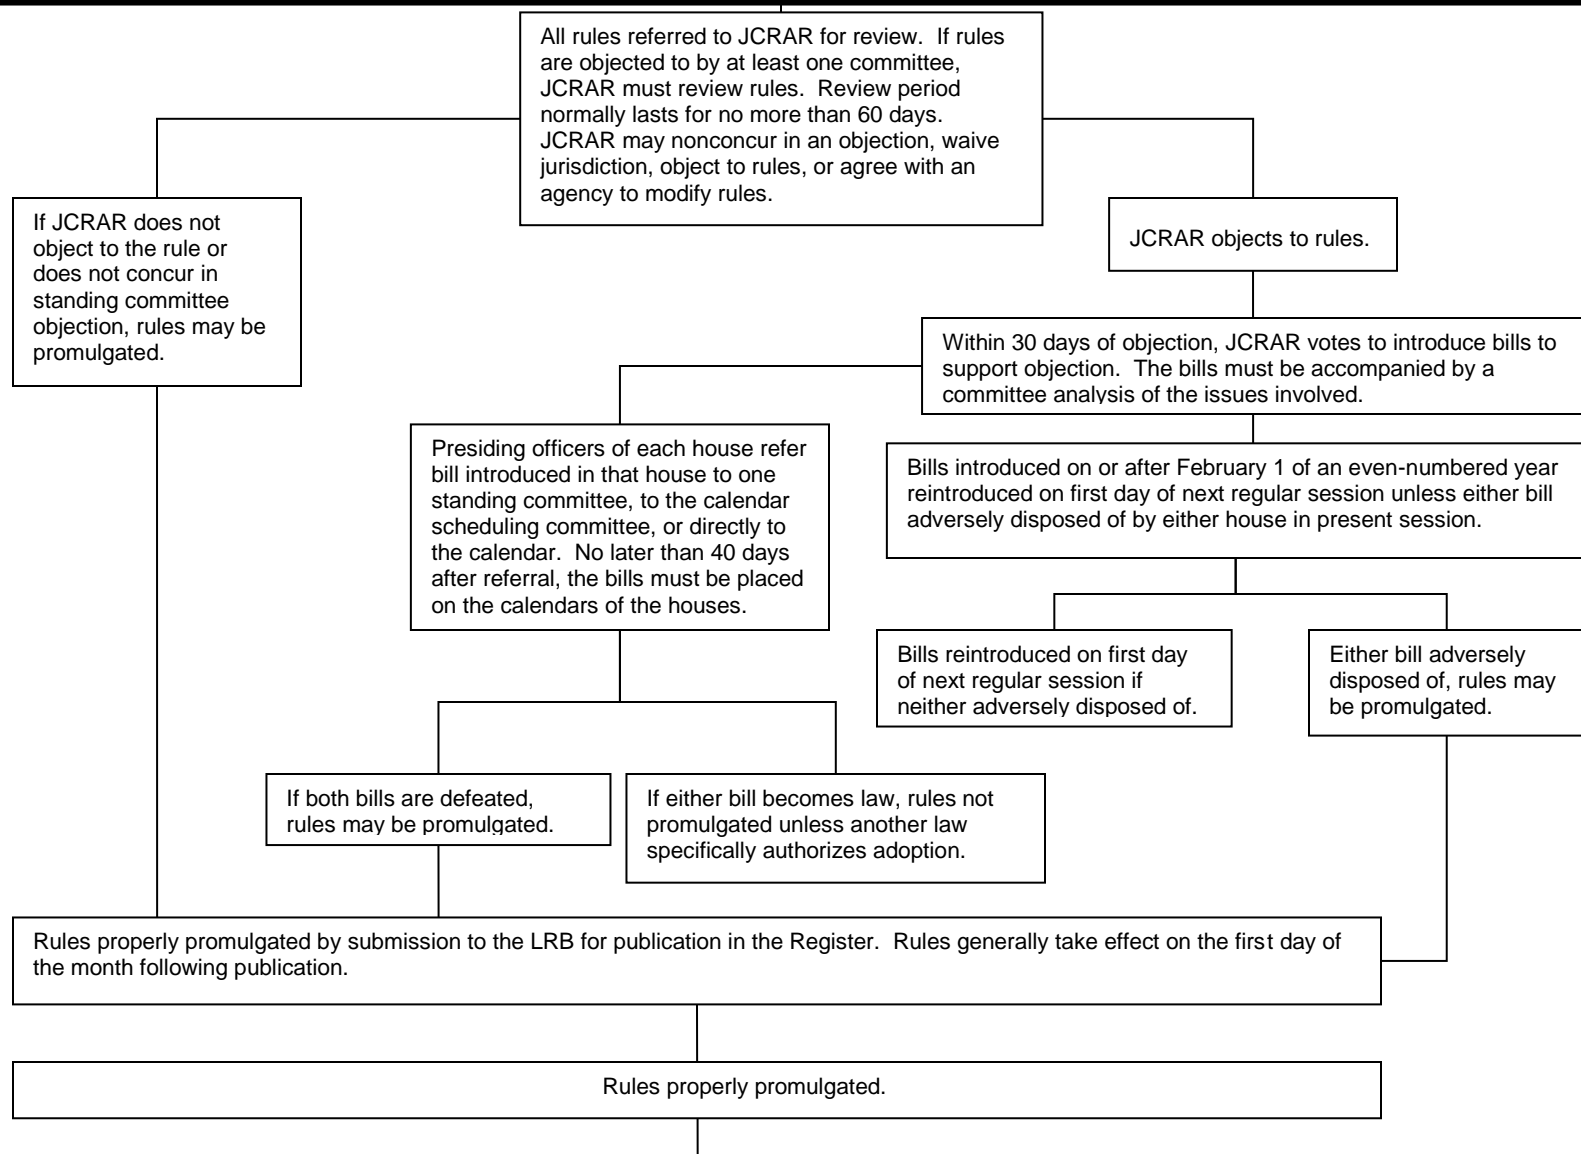 All rules referred to JCRAR for review.  If rules
are objected to by at least one committee,
JCRAR must review rules.  Review period
normally lasts for no more than 60 days.
JCRAR may nonconcur in an objection, waive
jurisdiction, object to rules, or agree with an
agency to modify rules.
If JCRAR does not
object to the rule or
does not concur in
standing committee
objection, rules may be
promulgated.
JCRAR objects to rules.
Within 30 days of objection, JCRAR votes to introduce bills to
support objection.  The bills must be accompanied by a
committee analysis of the issues involved.
Presiding officers of each house refer
bill introduced in that house to one
standing committee, to the calendar
scheduling committee, or directly to
the calendar.  No later than 40 days
after referral, the bills must be placed
on the calendars of the houses.
Bills introduced on or after February 1 of an even-numbered year
reintroduced on first day of next regular session unless either bill
adversely disposed of by either house in present session.
Bills reintroduced on first day
of next regular session if
neither adversely disposed of.
Either bill adversely
disposed of, rules may
be promulgated.
If both bills are defeated,
rules may be promulgated.
If either bill becomes law, rules not
promulgated unless another law
specifically authorizes adoption.
Rules properly promulgated by submission to the LRB for publication in the Register.  Rules generally take effect on the first day of
the month following publication.
Rules properly promulgated.